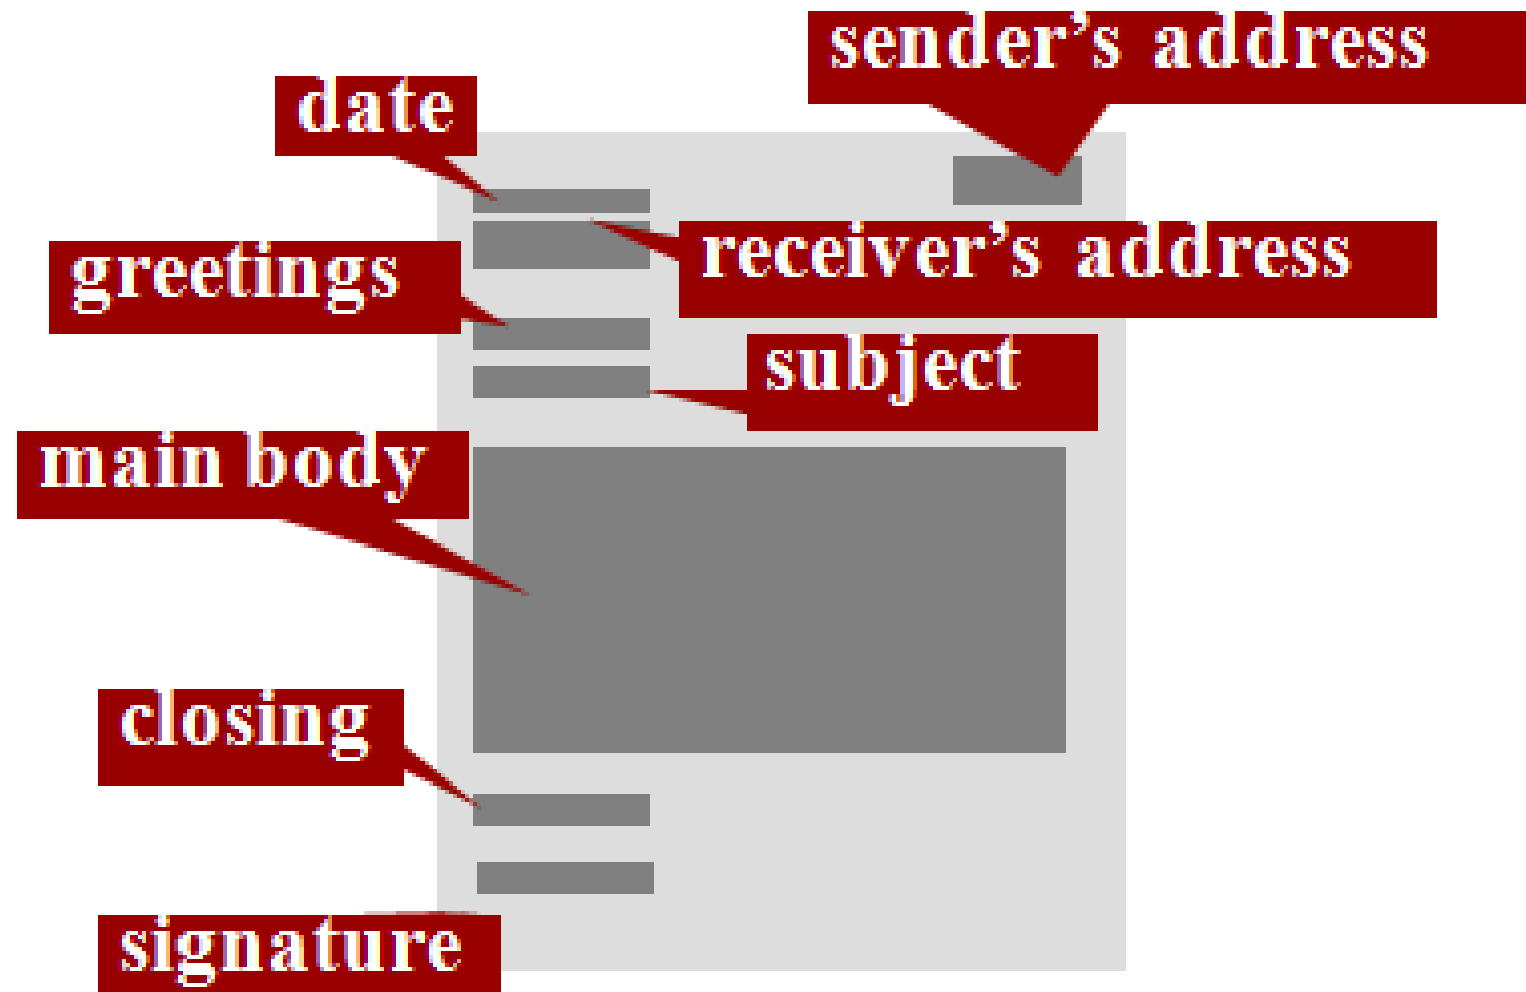 sender’s address
date
receiver’s address
greetings
subject
main body
closing
signature